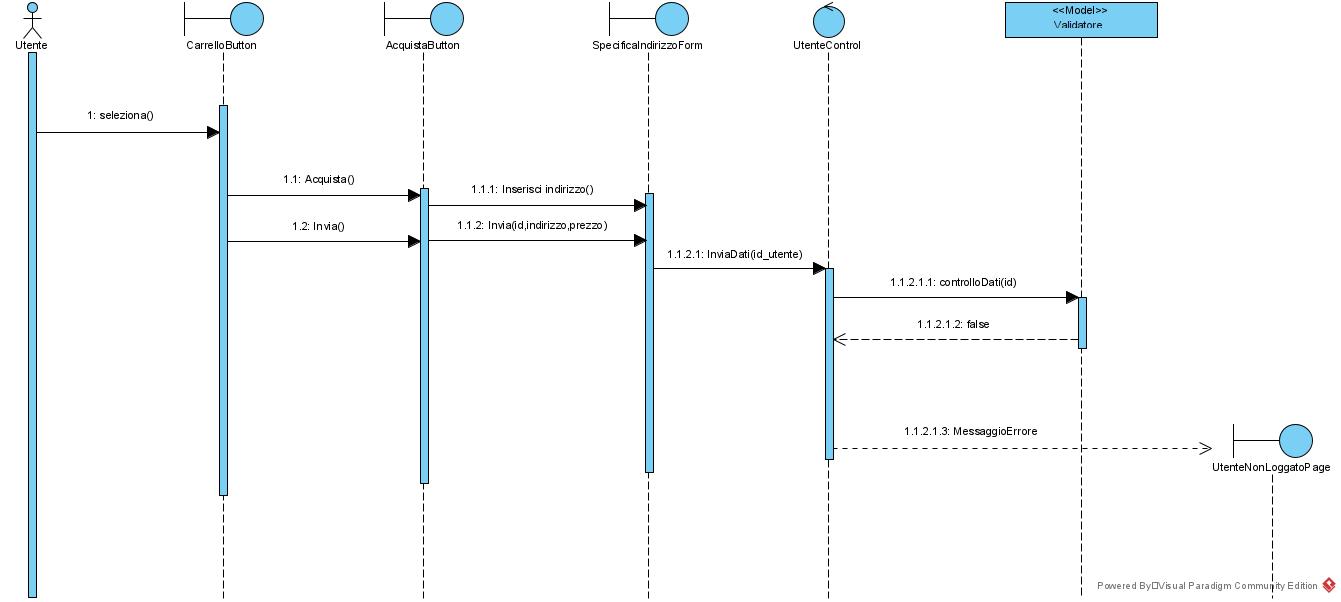 Utente
CarrelloButton
AcquistaButton
SpecificaIndirizzoForm
UtenteControl
<<Model>>
Validatore
1: seleziona()
1.1: Acquista()
1.1.1: Inserisci indirizzo()
1.2: Invia()
1.1.2: Invia(id,indirizzo,prezzo)
1.1.2.1: InviaDati(id_utente)
1.1.2.1.1: controlloDati(id)
1.1.2.1.2: false
1.1.2.1.3: MessaggioErrore
UtenteNonLoggatoPage
Powered By Visual Paradigm Community Edition